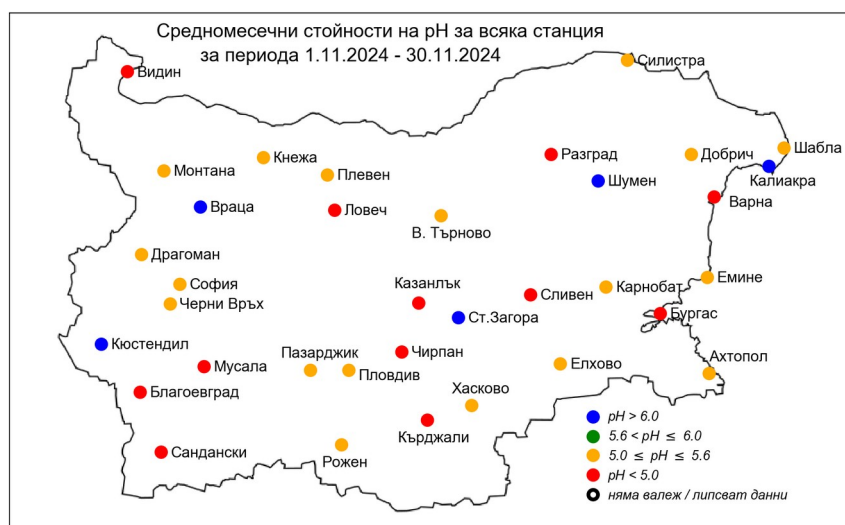 Средномесечни стойности на pH за всяка станция
за периода 1.11.2024 - 30.11.2024
Видин
Силистра
Кнежа
Монтана
Плевен
Разград
Добрич
Шабла
Калиакра
Шумен
Варна
Враца
Ловеч
В. Търново
Драгоман
София
Черни Връх
Казанлък
Сливен
Карнобат
Емине
Ст.Загора
Бургас
Кюстендил
Мусала
Пазарджик
Чирпан
Пловдив
Елхово
Ахтопол
Благоевград
Хасково
Кърджали
Сандански
Рожен
pH > 6.0
5.6 < pH ≤ 6.0
5.0 ≤ pH ≤ 5.6
pH < 5.0
няма валеж / липсват данни